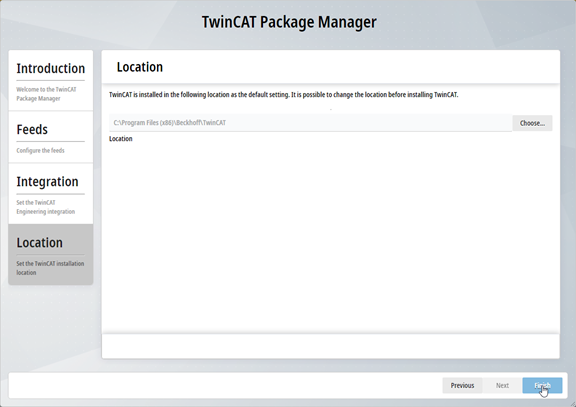 TwinCAT Package Manager
Introduction
Welcome to the TwinCAT
Package Manager
Feeds
Configure the feeds
Integration
Set the TwinCAT
Engineering integration
Location
Set the TwinCAT installation
location
Location
TwinCAT is installed in the following location as the default setting. It is possible to change the location before installing TwinCAT.
C:\Program Files (x86)\Beckhoff\TwinCAT
Choose...
Location
Previous
Next
Finish